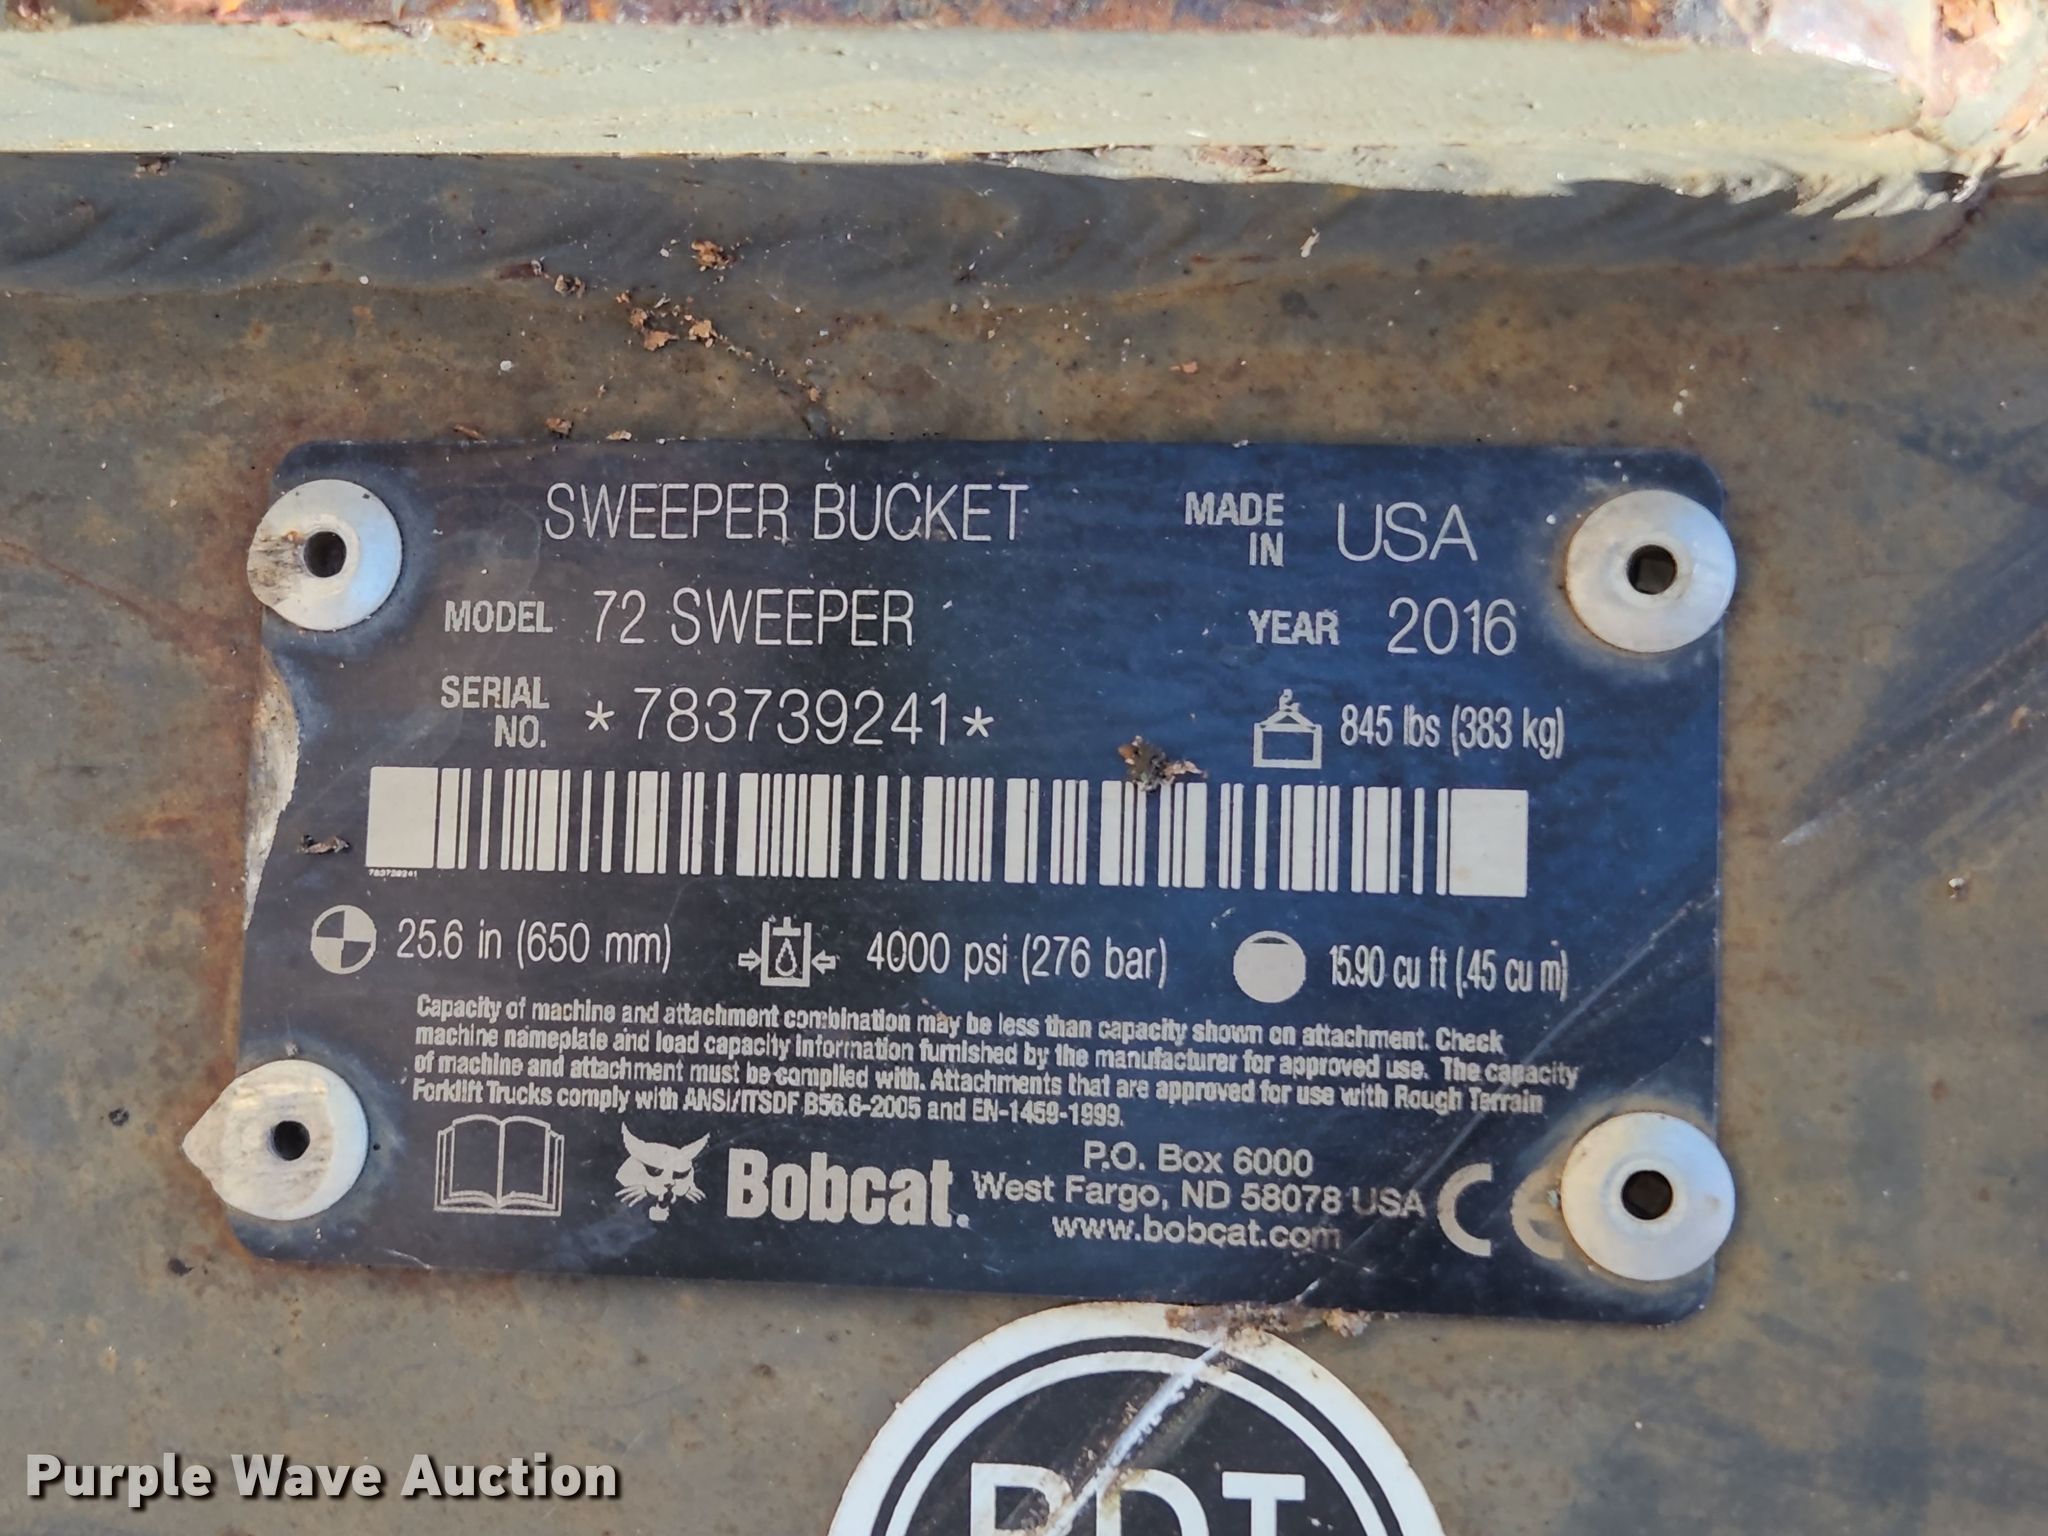 SWEEPER BUCKET
MADE IN USA
MODEL 72 SWEEPER
YEAR 2016
SERIAL NO. *783739241*
845 lbs (383 kg)
783739241
25.6 in (650 mm)
4000 psi (276 bar)
15.90 cu ft (.45 cu m)
Capacity of machine and attachment combination may be less than capacity shown on attachment. Check
machine nameplate and load capacity information furnished by the manufacturer for approved use. The capacity
of machine and attachment must be complied with. Attachments that are approved for use with Rough Terrain
Forklift Trucks comply with ANSI/ITSDF B56.6-2005 and EN-1459-1999.
Bobcat.
P.O. Box 6000
West Fargo, ND 58078 USA
www.bobcat.com
CE
Purple Wave Auction